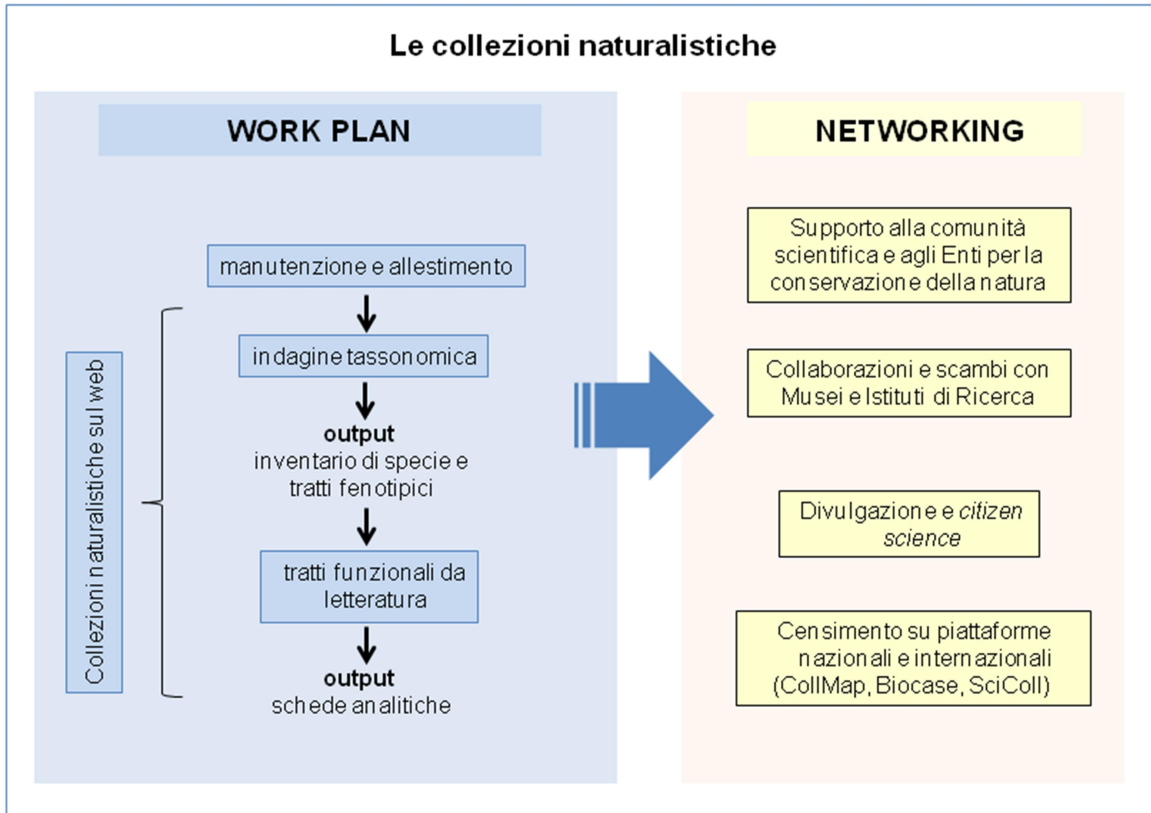 Le collezioni naturalistiche
WORK PLAN
manutenzione e allestimento
indagine tassonomica
output
inventario di specie e
tratti fenotipici
tratti funzionali da
letteratura
output
schede analitiche
Collezioni naturalistiche sul web
NETWORKING
Supporto alla comunità
scientifica e agli Enti per la
conservazione della natura
Collaborazioni e scambi con
Musei e Istituti di Ricerca
Divulgazione e citizen
science
Censimento su piattaforme
nazionali e internazionali
(CollMap, Biocase, SciColl)